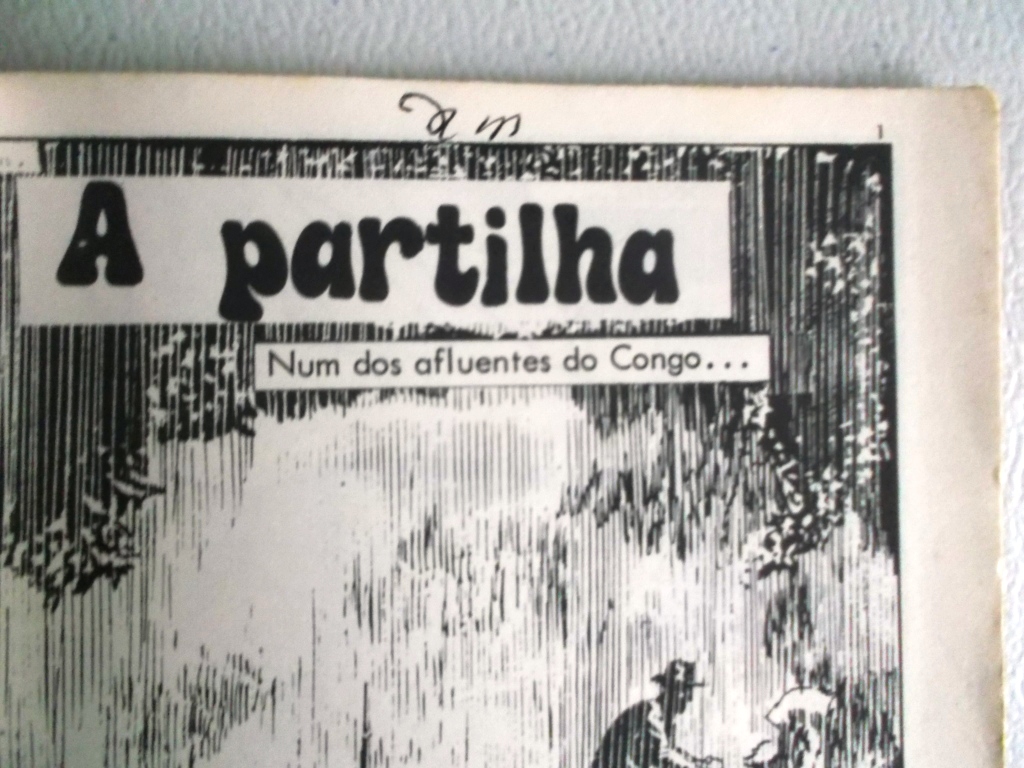 1
A partilha
Num dos afluentes do Congo...